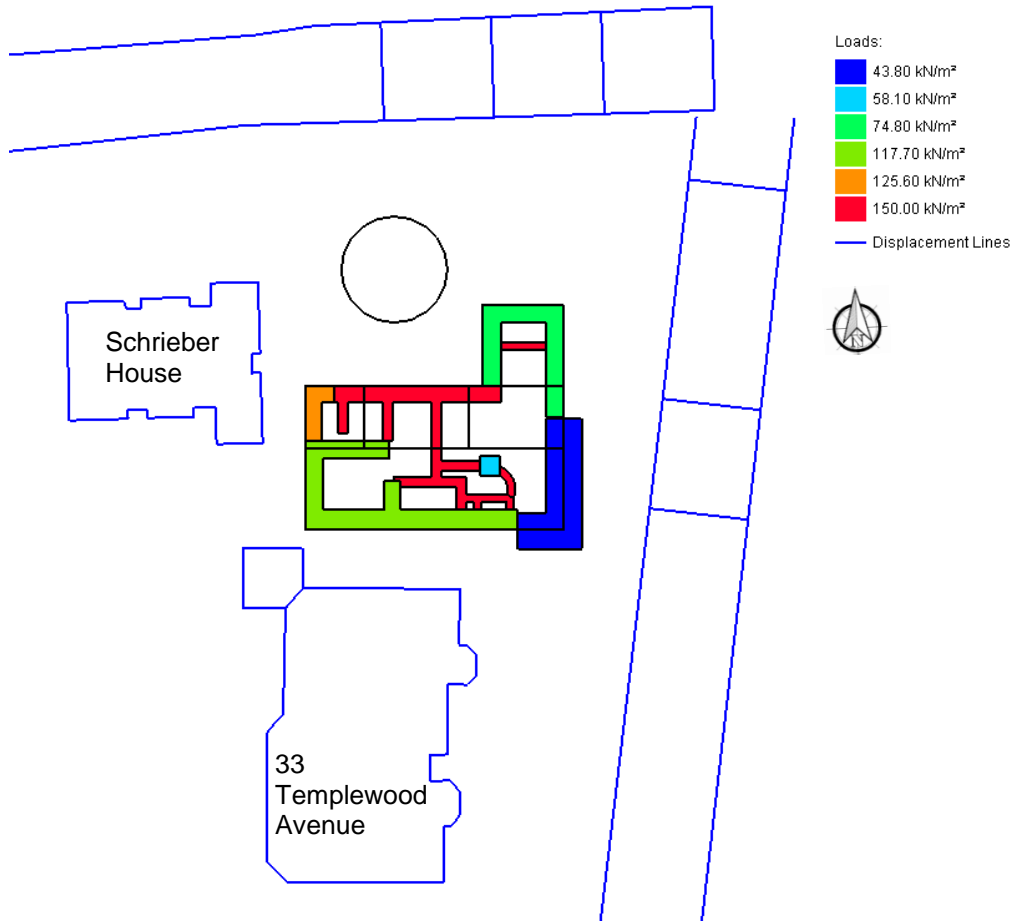 Loads:
43.80 kN/m²
58.10 kN/m²
74.80 kN/m²
117.70 kN/m²
125.60 kN/m²
150.00 kN/m²
Displacement Lines
N
Schrieber
House
33
Templewood
Avenue